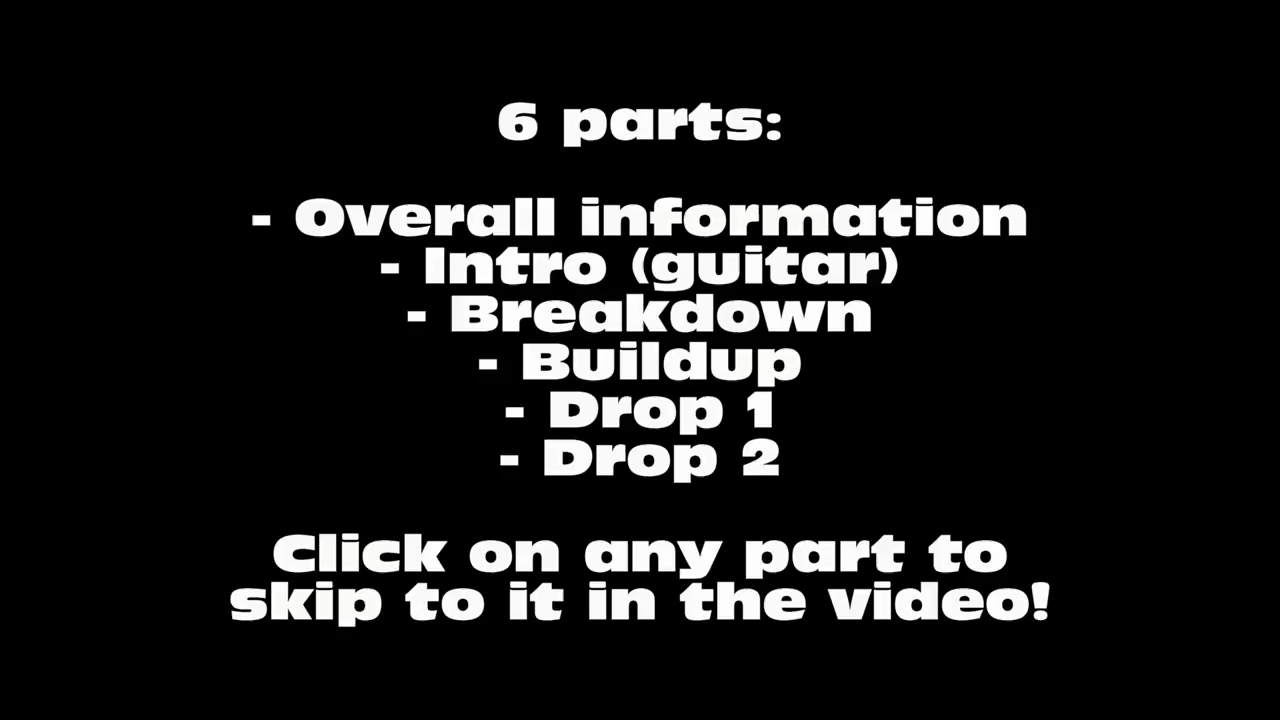 6 parts:
- Overall information
- Intro (guitar)
- Breakdown
- Buildup
- Drop 1
- Drop 2
Click on any part to
skip to it in the video!